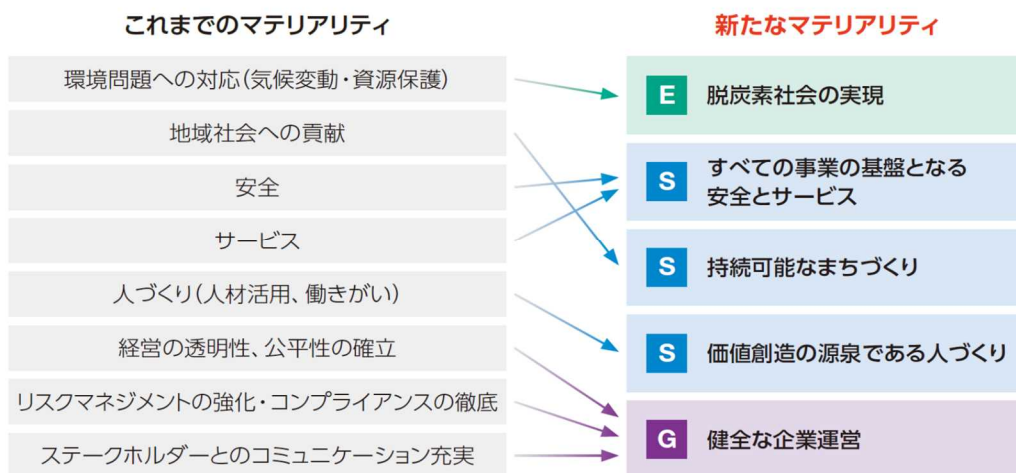 これまでのマテリアリティ
環境問題への対応(気候変動・資源保護)
地域社会への貢献
安全
サービス
人づくり(人材活用、働きがい)
経営の透明性、公平性の確立
リスクマネジメントの強化・コンプライアンスの徹底
ステークホルダーとのコミュニケーション充実
新たなマテリアリティ
E 脱炭素社会の実現
S すべての事業の基盤となる
安全とサービス
S 持続可能なまちづくり
S 価値創造の源泉である人づくり
G 健全な企業運営